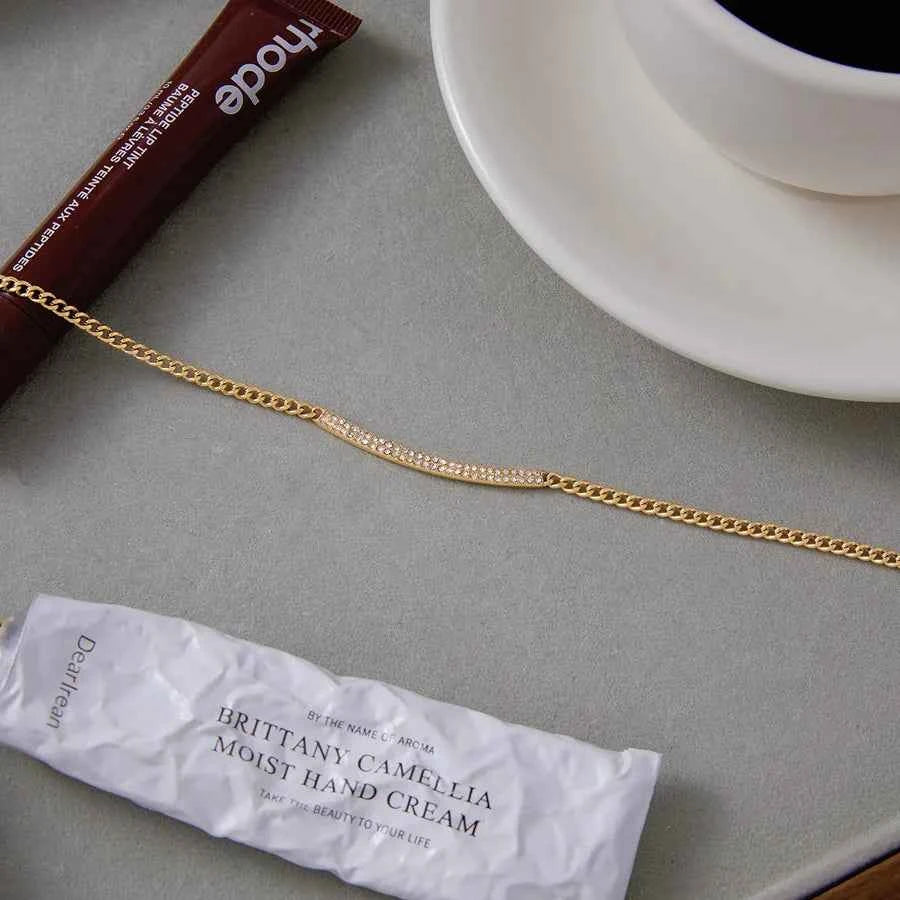 rhode
PEPTIDE LIP TINT
BAUME À LÈVRES TEINTÉ AUX PEPTIDES
DearIrean
BY THE NAME OF AROMA
BRITTANY CAMELLIA
MOIST HAND CREAM
TAKE THE BEAUTY TO YOUR LIFE